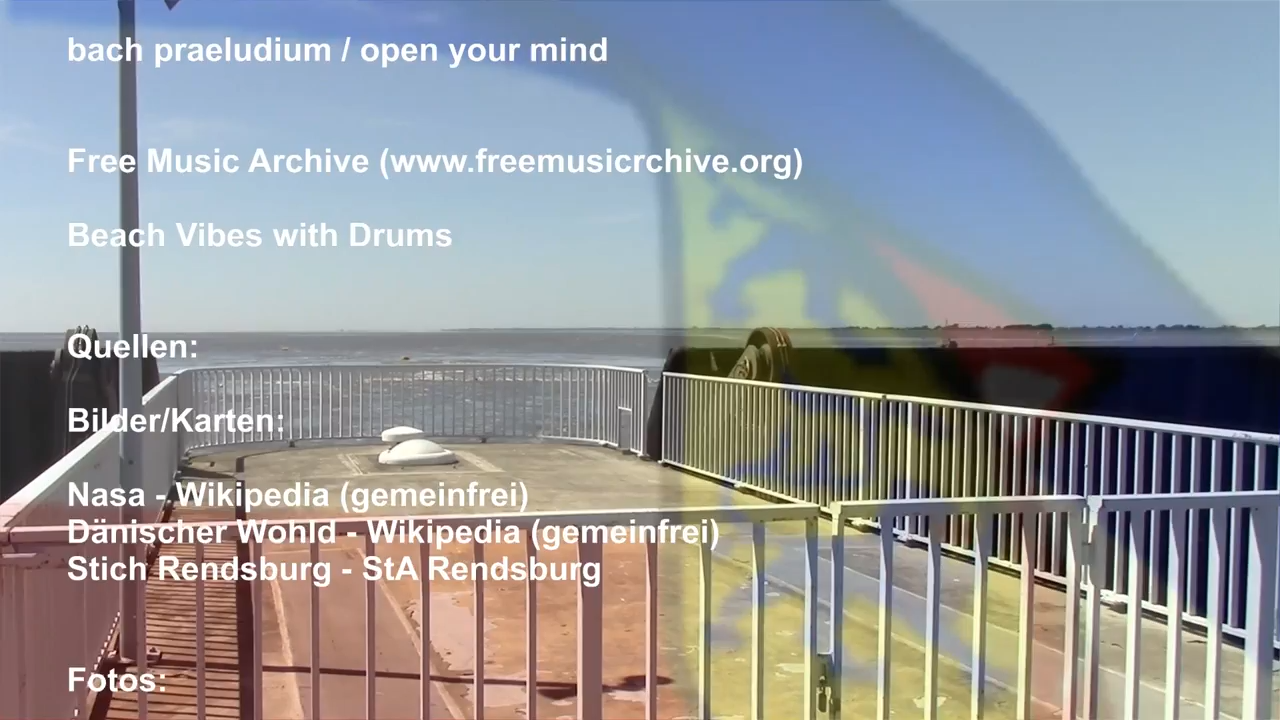 bach praeludium / open your mind
Free Music Archive (www.freemusicrchive.org)
Beach Vibes with Drums
Quellen:
Bilder/Karten:
Nasa - Wikipedia (gemeinfrei)
Dänischer Wohld - Wikipedia (gemeinfrei)
Stich Rendsburg - StA Rendsburg
Fotos: